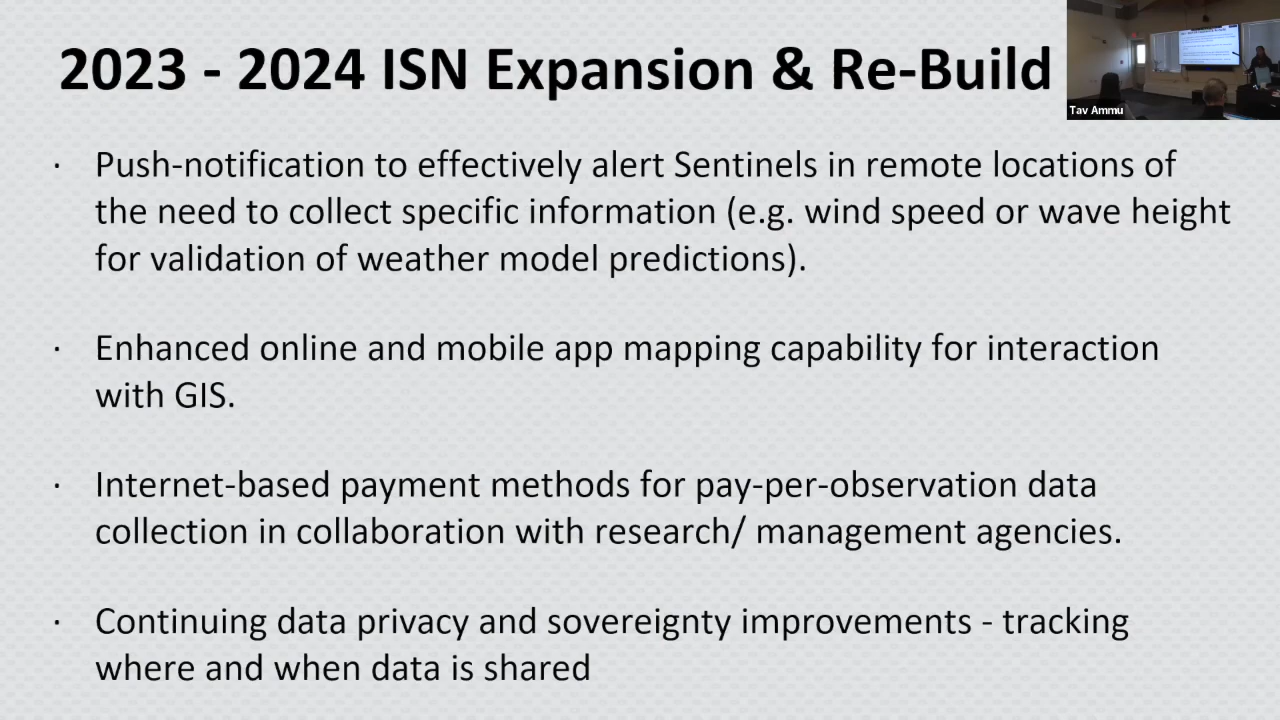 2023 - 2024 ISN Expansion & Re-Build
Tav Ammu
· Push-notification to effectively alert Sentinels in remote locations of
the need to collect specific information (e.g. wind speed or wave height
for validation of weather model predictions).
· Enhanced online and mobile app mapping capability for interaction
with GIS.
· Internet-based payment methods for pay-per-observation data
collection in collaboration with research/ management agencies.
· Continuing data privacy and sovereignty improvements - tracking
where and when data is shared